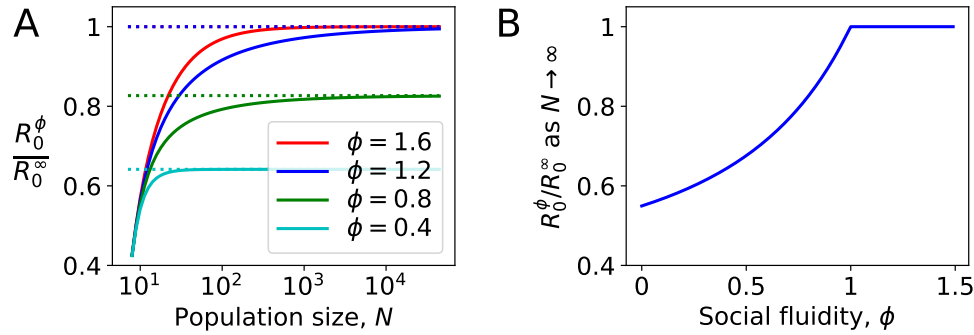 A
R₀^ϕ
R₀^∞
1
0.8
0.6
0.4
10¹
10²
10³
10⁴
Population size, N
ϕ = 1.6
ϕ = 1.2
ϕ = 0.8
ϕ = 0.4
B
R₀^ϕ/R₀^∞ as N → ∞
1
0.8
0.6
0.4
0
0.5
1
1.5
Social fluidity, ϕ